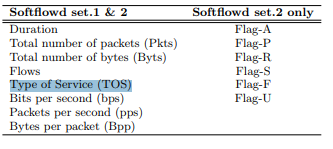 Softflowd set.1 & 2 Softflowd set.2 only
Duration Flag-A
Total number of packets (Pkts) Flag-P
Total number of bytes (Byts) Flag-R
Flows Flag-S
Type of Service (TOS) Flag-F
Bits per second (bps) Flag-U
Packets per second (pps)
Bytes per packet (Bpp)